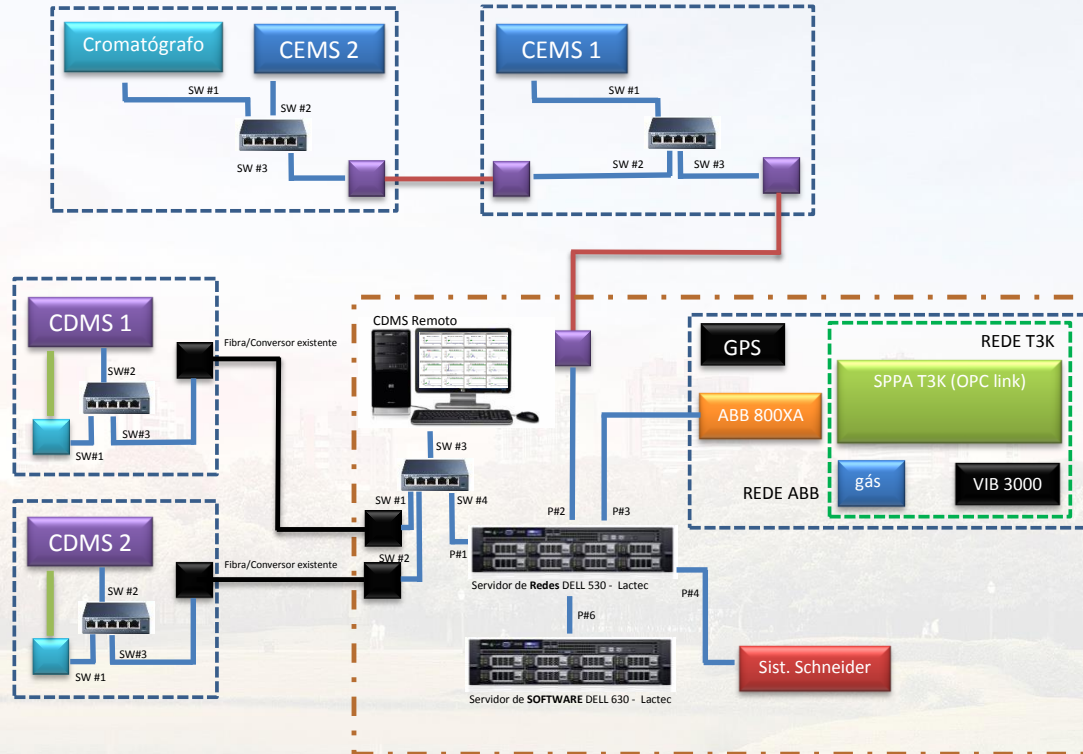 Cromatógrafo
CEMS 2
SW #1
SW #2
SW #3
CEMS 1
SW #1
SW #2
SW #3
CDMS 1
SW#2
SW#3
SW#1
Fibra/Conversor existente
CDMS 2
SW #2
SW#3
SW #1
Fibra/Conversor existente
CDMS Remoto
SW #3
SW #1
SW #4
SW #2
P#1
P#2
P#3
GPS
ABB 800XA
REDE T3K
SPPA T3K (OPC link)
REDE ABB
gás
VIB 3000
Servidor de Redes DELL 530 - Lactec
P#4
P#6
Servidor de SOFTWARE DELL 630 - Lactec
Sist. Schneider